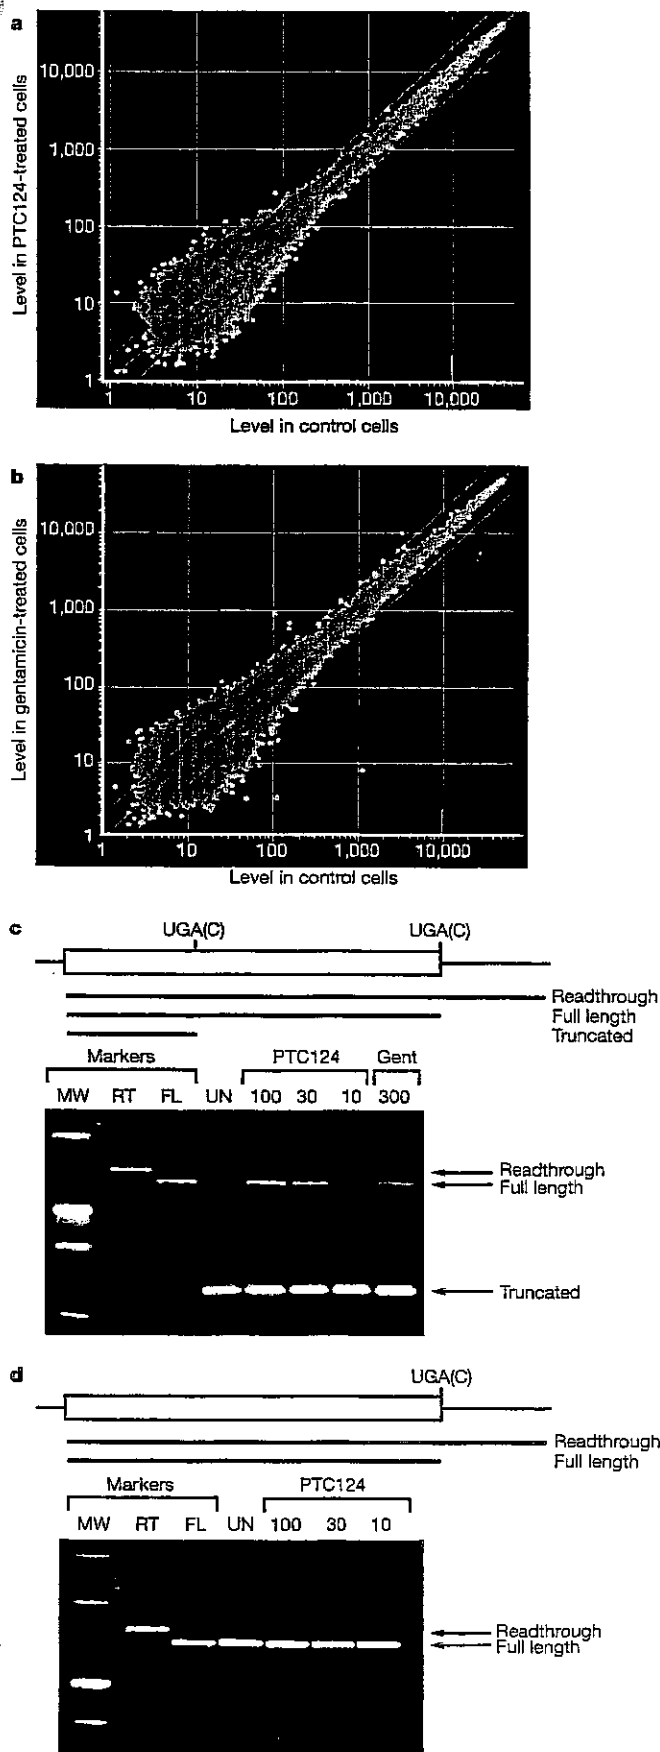 a
Level in PTC124-treated cells
10,000
1,000
100
10
1
1 10 100 1,000 10,000
Level in control cells
b
Level in gentamicin-treated cells
10,000
1,000
100
10
1
1 10 100 1,000 10,000
Level in control cells
c
UGA(C) UGA(C)
Readthrough
Full length
Truncated
Markers PTC124 Gent
MW RT FL UN 100 30 10 300
Readthrough
Full length
Truncated
d
UGA(C)
Readthrough
Full length
Markers PTC124
MW RT FL UN 100 30 10
Readthrough
Full length